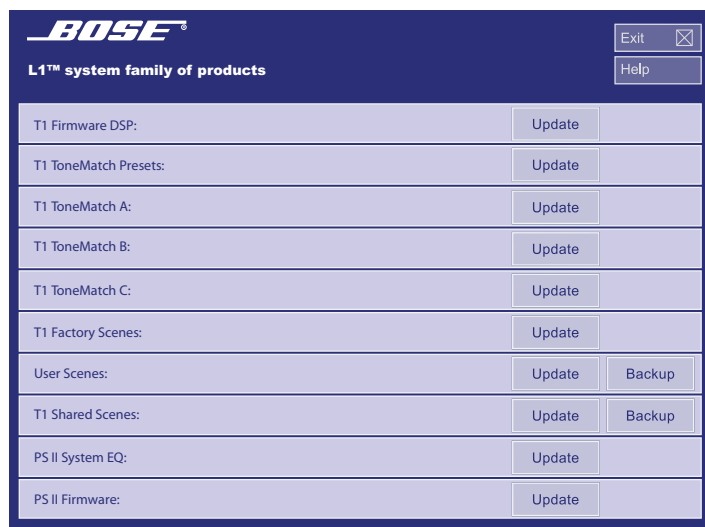 BOSE®
Exit
L1™ system family of products
Help
T1 Firmware DSP: Update
T1 ToneMatch Presets: Update
T1 ToneMatch A: Update
T1 ToneMatch B: Update
T1 ToneMatch C: Update
T1 Factory Scenes: Update
User Scenes: Update Backup
T1 Shared Scenes: Update Backup
PS II System EQ: Update
PS II Firmware: Update